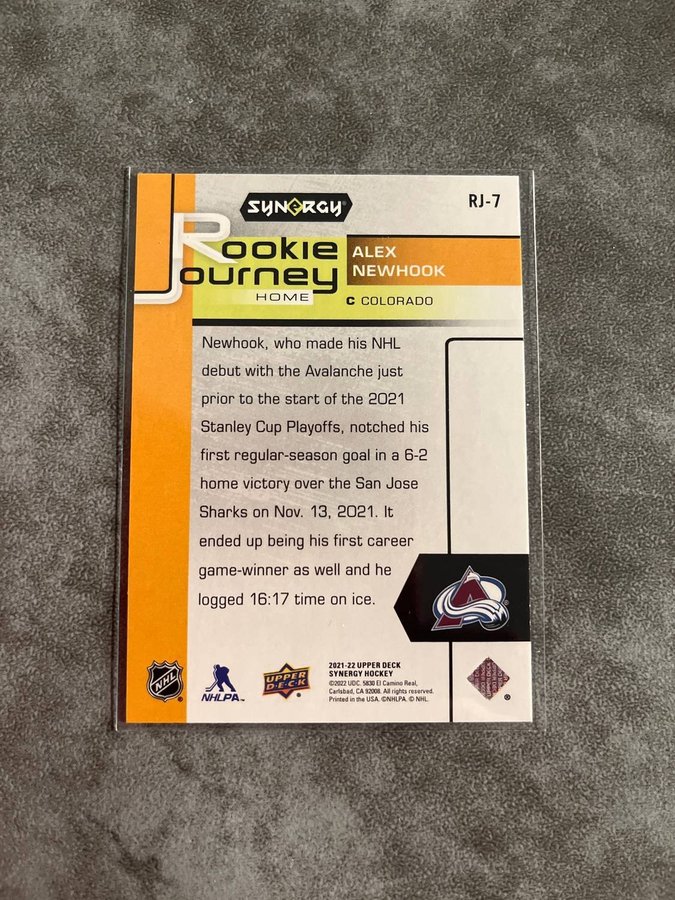 SYNERGY
RJ-7
Rookie
Journey
HOME
ALEX
NEWHOOK
C COLORADO
Newhook, who made his NHL
debut with the Avalanche just
prior to the start of the 2021
Stanley Cup Playoffs, notched his
first regular-season goal in a 6-2
home victory over the San Jose
Sharks on Nov. 13, 2021. It
ended up being his first career
game-winner as well and he
logged 16:17 time on ice.
NHL
NHLPA™
UPPER
DECK
2021-22 UPPER DECK
SYNERGY HOCKEY
©2022 UDC. 5830 El Camino Real,
Carlsbad, CA 92008. All rights reserved.
Printed in the USA. ©NHLPA. © NHL.